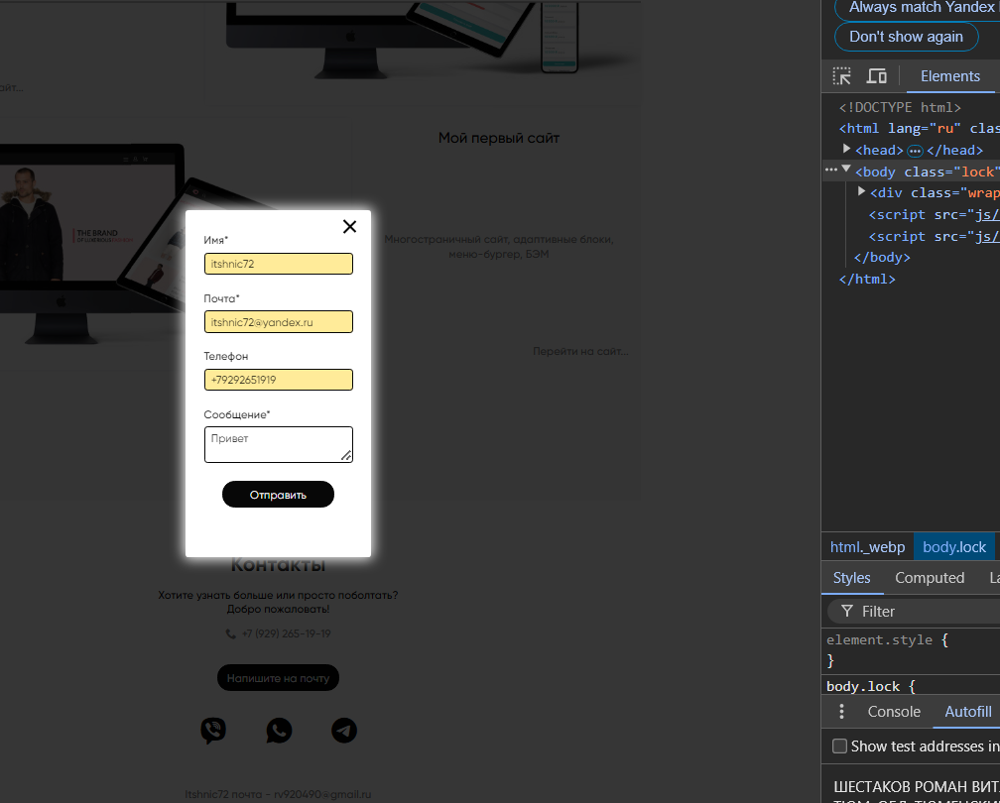 Always match Yandex
Don't show again
Elements
айт...
<!DOCTYPE html>
<html lang="ru" clas
<head> ··· </head>
Мой первый сайт
··· <body class="lock"
<div class="wrap
<script src="js/
<script src="js/
</body>
</html>
THE BRAND
OF LUXERIOUS FASHION
Имя*
Многостраничный сайт, адаптивные блоки,
меню-бургер, БЭМ
itshnic72
Почта*
itshnic72@yandex.ru
Перейти на сайт...
Телефон
+79292651919
Сообщение*
Привет
Отправить
html._webp
body.lock
Контакты
Styles
Computed
La
Хотите узнать больше или просто поболтать?
Добро пожаловать!
Filter
+7 (929) 265-19-19
element.style {
}
Напишите на почту
body.lock {
Console
Autofill
Show test addresses in
ШЕСТАКОВ РОМАН ВИТ
Itshnic72 почта - rv920490@gmail.ru